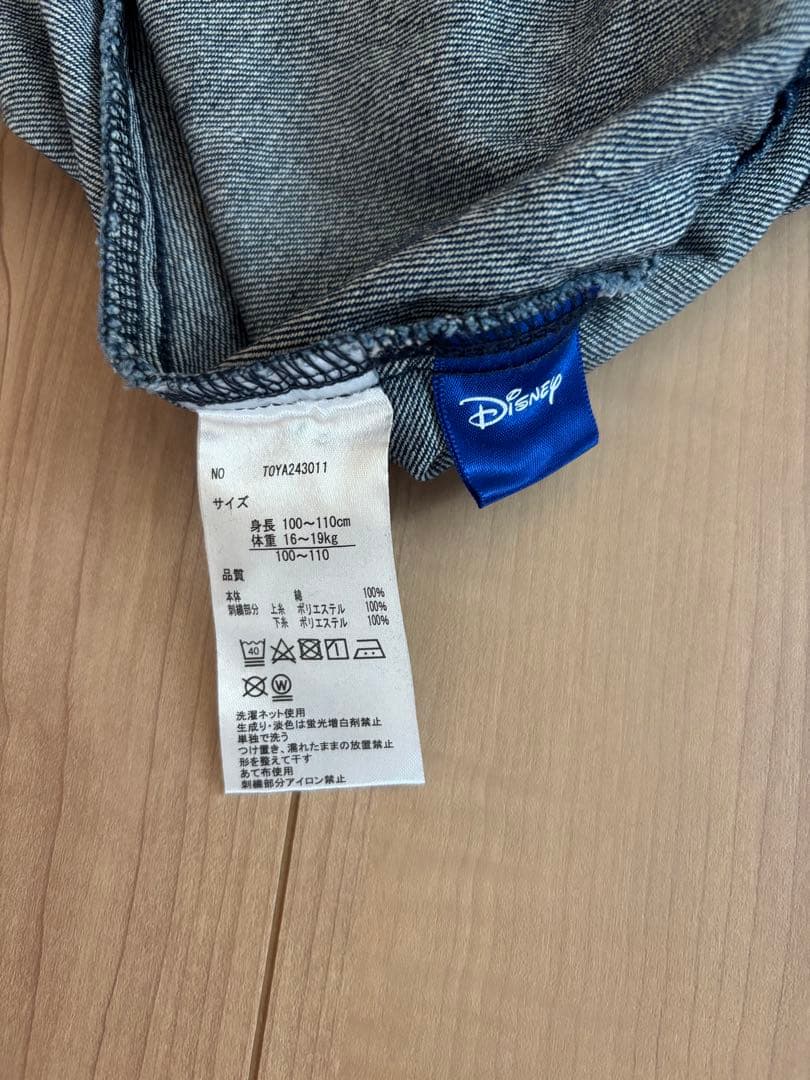 Disney
NO TOYA243011
サイズ
身長 100～110cm
体重 16～19kg
100～110
品質
本体 綿 100%
刺繍部分 上糸 ポリエステル 100%
下糸 ポリエステル 100%
40
W
洗濯ネット使用
生成り・淡色は蛍光増白剤禁止
単独で洗う
つけ置き、濡れたままの放置禁止
形を整えて干す
あて布使用
刺繍部分アイロン禁止